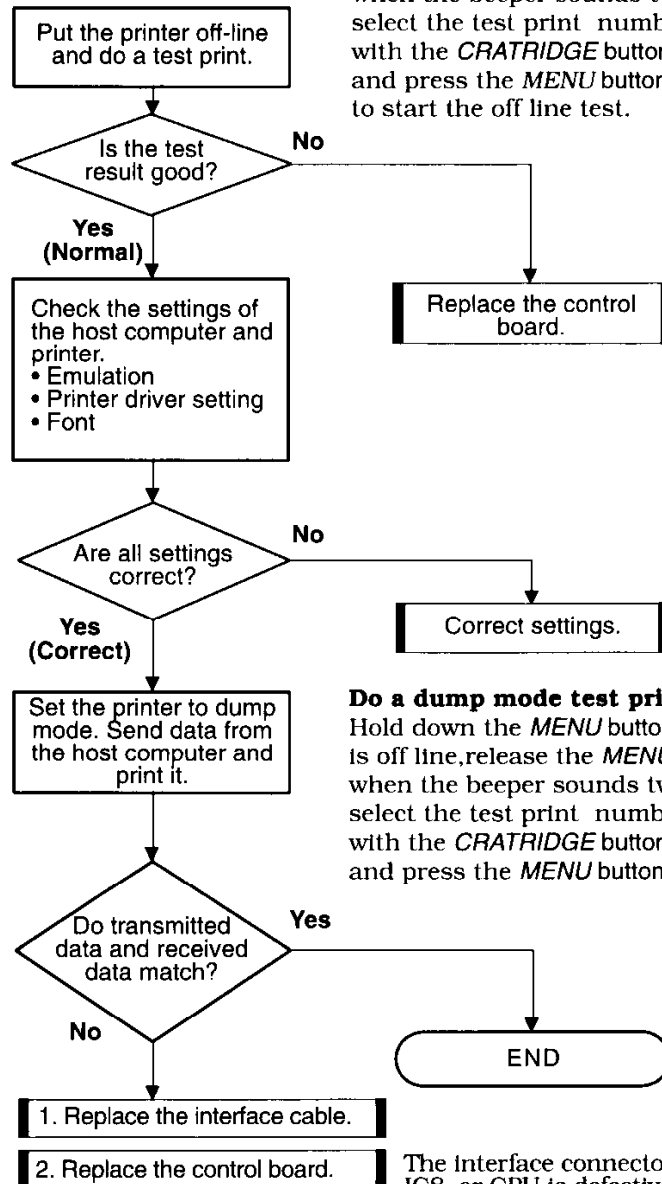 select the test print numb
Put the printer off-line
and do a test print.
with the CRATRIDGE button
and press the MENU button
to start the off line test.
Is the test
result good?
No
Yes
(Normal)
Check the settings of
the host computer and
printer.
• Emulation
• Printer driver setting
• Font
Replace the control
board.
Are all settings
correct?
No
Yes
(Correct)
Correct settings.
Set the printer to dump
mode. Send data from
the host computer and
print it.
Do a dump mode test pri
Hold down the MENU butto
is off line,release the MENU
when the beeper sounds tw
select the test print numb
with the CRATRIDGE button
and press the MENU button
Do transmitted
data and received
data match?
Yes
No
END
1. Replace the interface cable.
2. Replace the control board.
The interface connecto